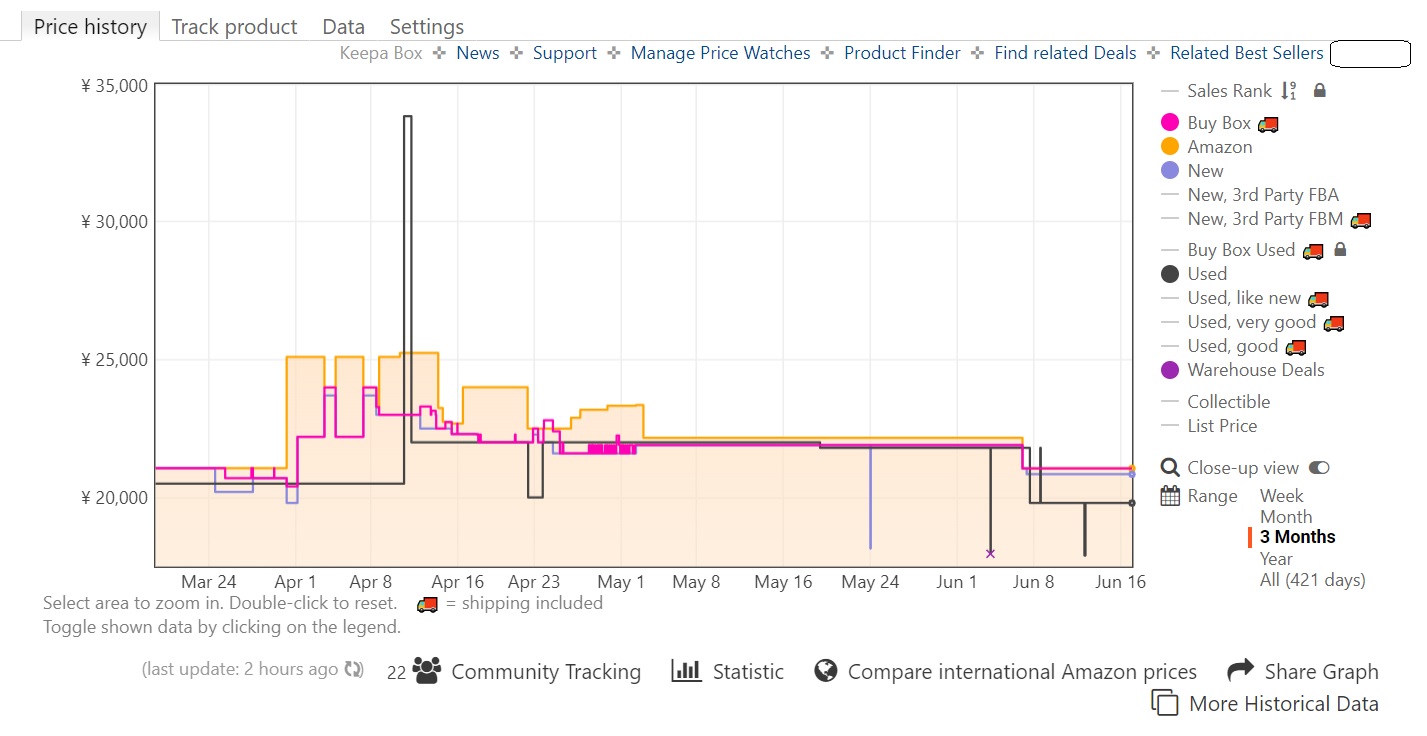 Price history Track product Data Settings
Keepa Box News Support Manage Price Watches Product Finder Find related Deals Related Best Sellers
¥ 35,000
¥ 30,000
¥ 25,000
¥ 20,000
Mar 24 Apr 1 Apr 8 Apr 16 Apr 23 May 1 May 8 May 16 May 24 Jun 1 Jun 8 Jun 16
Sales Rank
Buy Box
Amazon
New
New, 3rd Party FBA
New, 3rd Party FBM
Buy Box Used
Used
Used, like new
Used, very good
Used, good
Warehouse Deals
Collectible
List Price
Close-up view
Range Week
Month
3 Months
Year
All (421 days)
Select area to zoom in. Double-click to reset. = shipping included
Toggle shown data by clicking on the legend.
(last update: 2 hours ago ) 22 Community Tracking Statistic Compare international Amazon prices Share Graph
More Historical Data